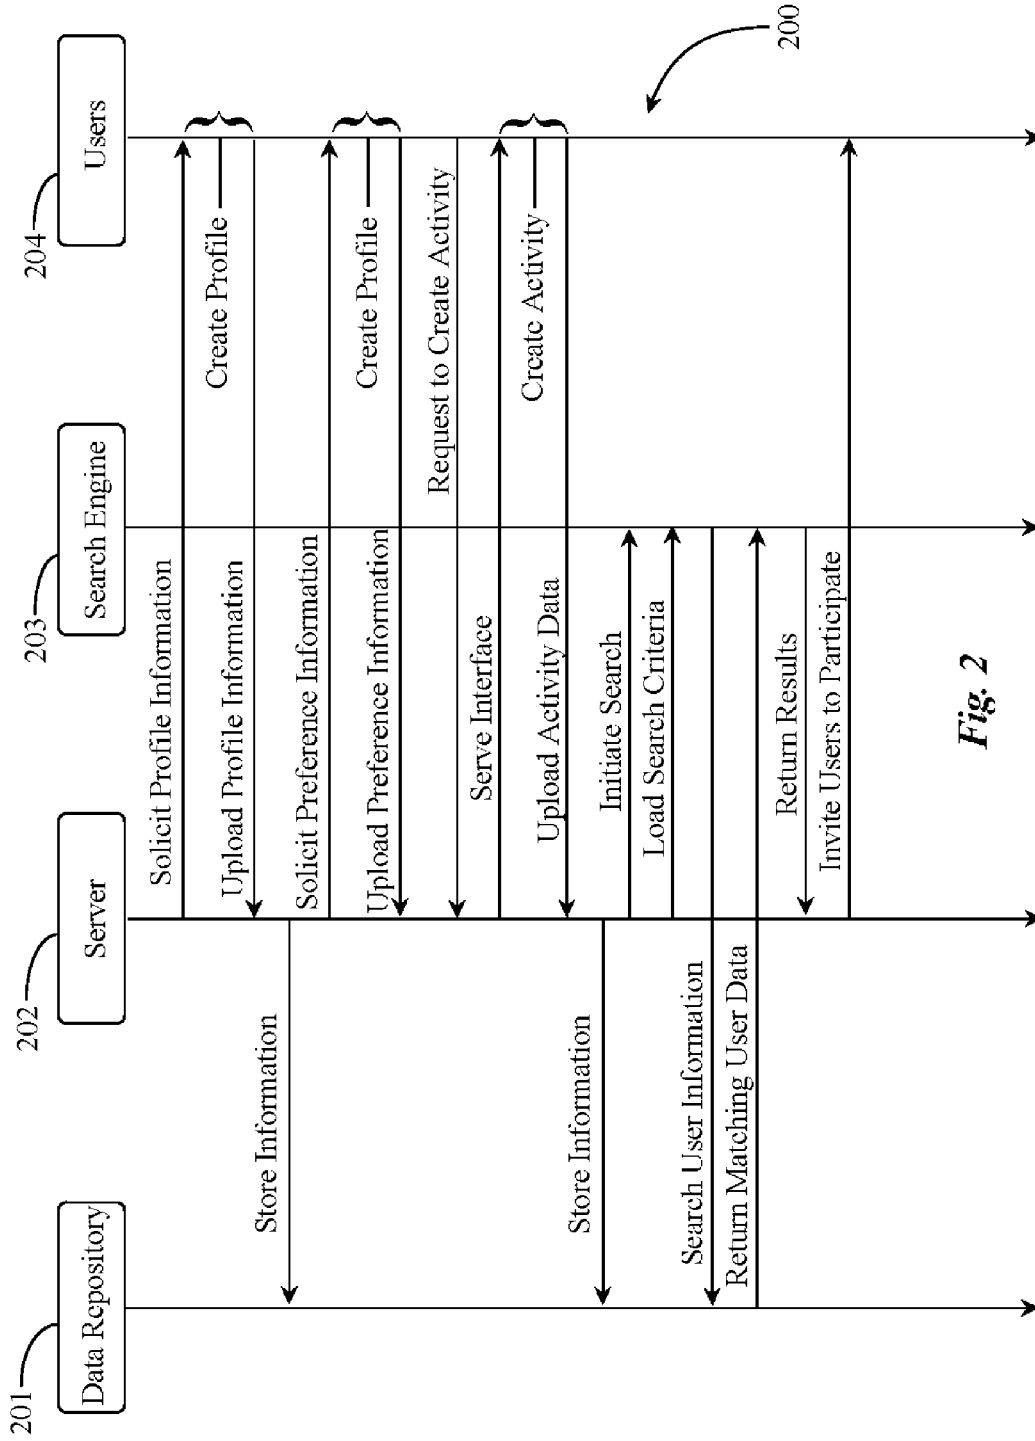 201
202
203
204
Data Repository
Server
Search Engine
Users
Solicit Profile Information
Create Profile
Upload Profile Information
Store Information
Solicit Preference Information
Create Profile
Upload Preference Information
Request to Create Activity
Serve Interface
Create Activity
Upload Activity Data
Store Information
Initiate Search
Load Search Criteria
Search User Information
Return Matching User Data
Return Results
Invite Users to Participate
200
Fig. 2